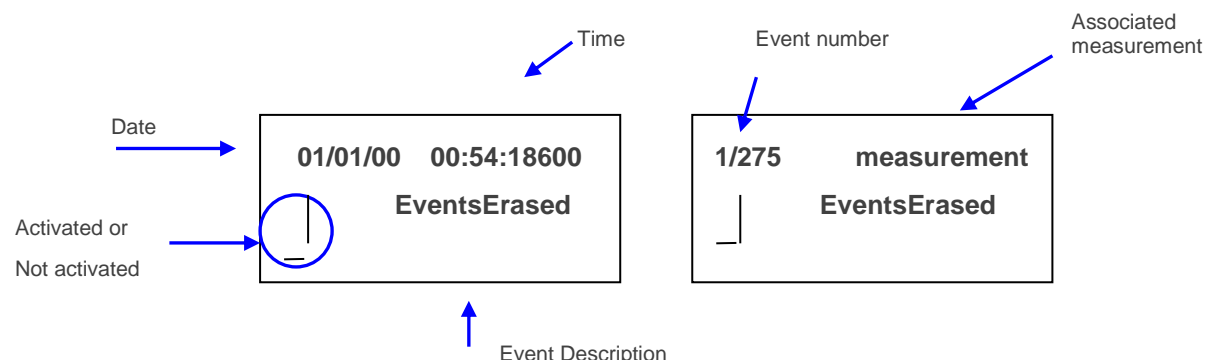 Associated
measurement
Time
Event number
Date
01/01/00 00:54:18600
EventsErased
1/275 measurement
EventsErased
Activated or
Not activated
Event Description